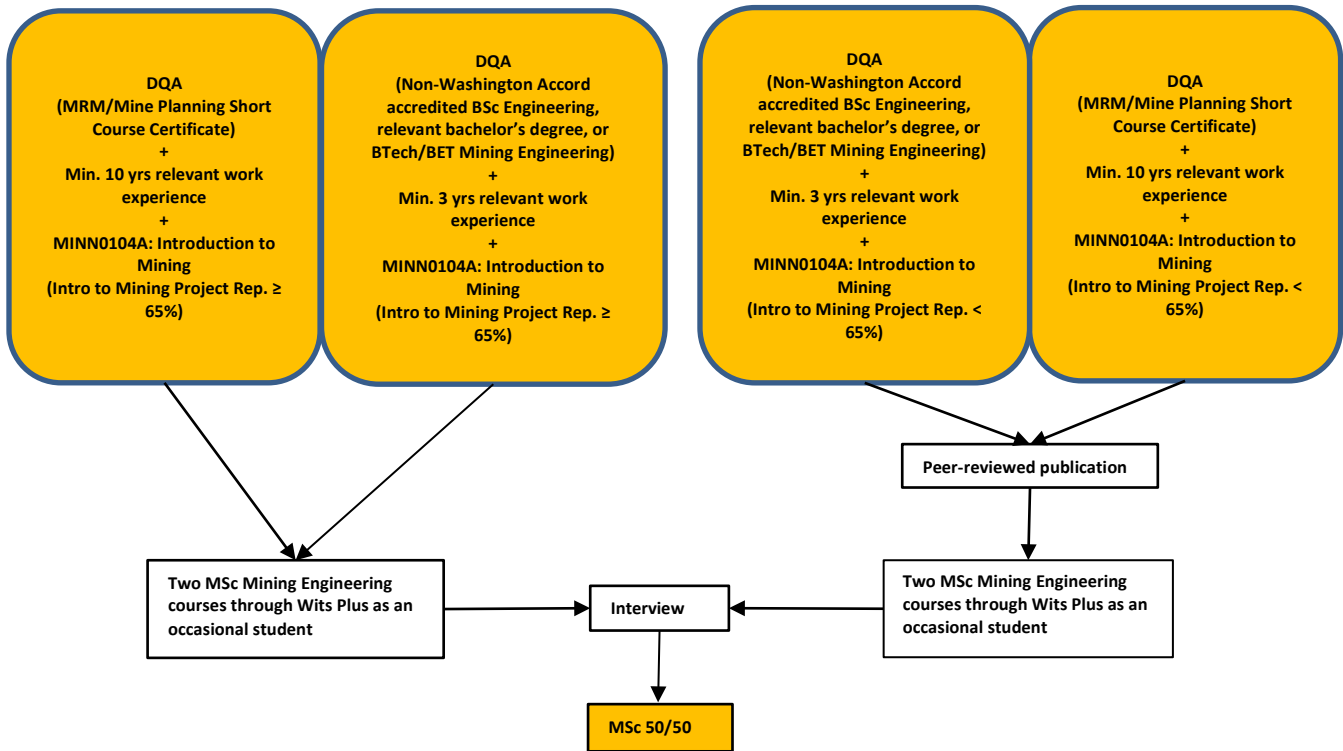 DQA
(MRM/Mine Planning Short
Course Certificate)
+
Min. 10 yrs relevant work
experience
+
MINN0104A: Introduction to
Mining
(Intro to Mining Project Rep. ≥
65%)
DQA
(Non-Washington Accord
accredited BSc Engineering,
relevant bachelor’s degree, or
BTech/BET Mining Engineering)
+
Min. 3 yrs relevant work
experience
+
MINN0104A: Introduction to
Mining
(Intro to Mining Project Rep. ≥
65%)
DQA
(Non-Washington Accord
accredited BSc Engineering,
relevant bachelor’s degree, or
BTech/BET Mining Engineering)
+
Min. 3 yrs relevant work
experience
+
MINN0104A: Introduction to
Mining
(Intro to Mining Project Rep. <
65%)
DQA
(MRM/Mine Planning Short
Course Certificate)
+
Min. 10 yrs relevant work
experience
+
MINN0104A: Introduction to
Mining
(Intro to Mining Project Rep. <
65%)
Peer-reviewed publication
Two MSc Mining Engineering
courses through Wits Plus as an
occasional student
Interview
Two MSc Mining Engineering
courses through Wits Plus as an
occasional student
MSc 50/50